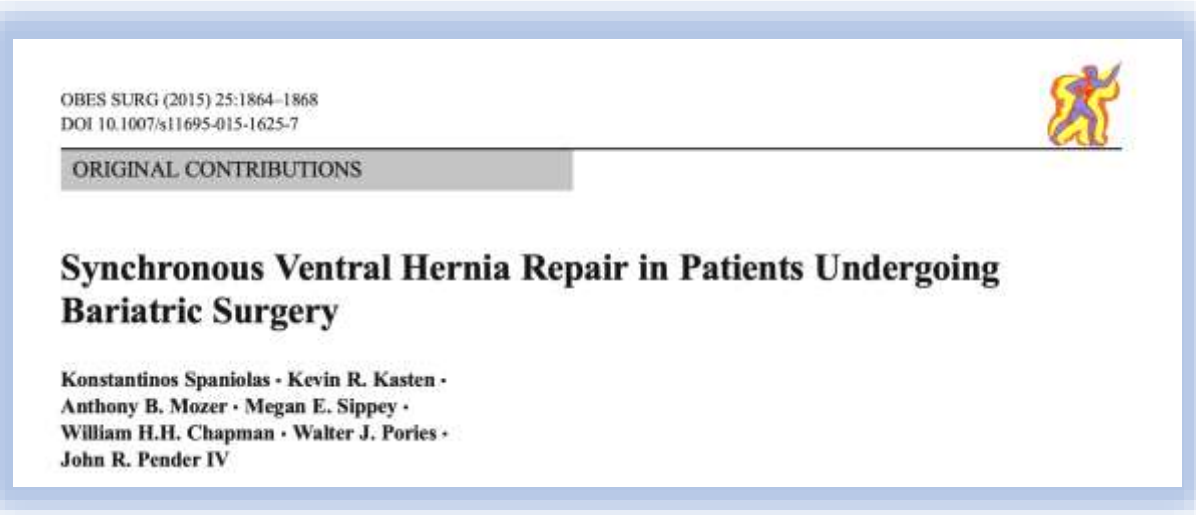 OBES SURG (2015) 25:1864–1868
DOI 10.1007/s11695-015-1625-7
ORIGINAL CONTRIBUTIONS
Synchronous Ventral Hernia Repair in Patients Undergoing
Bariatric Surgery
Konstantinos Spaniolas · Kevin R. Kasten ·
Anthony B. Mozer · Megan E. Sippey ·
William H.H. Chapman · Walter J. Pories ·
John R. Pender IV